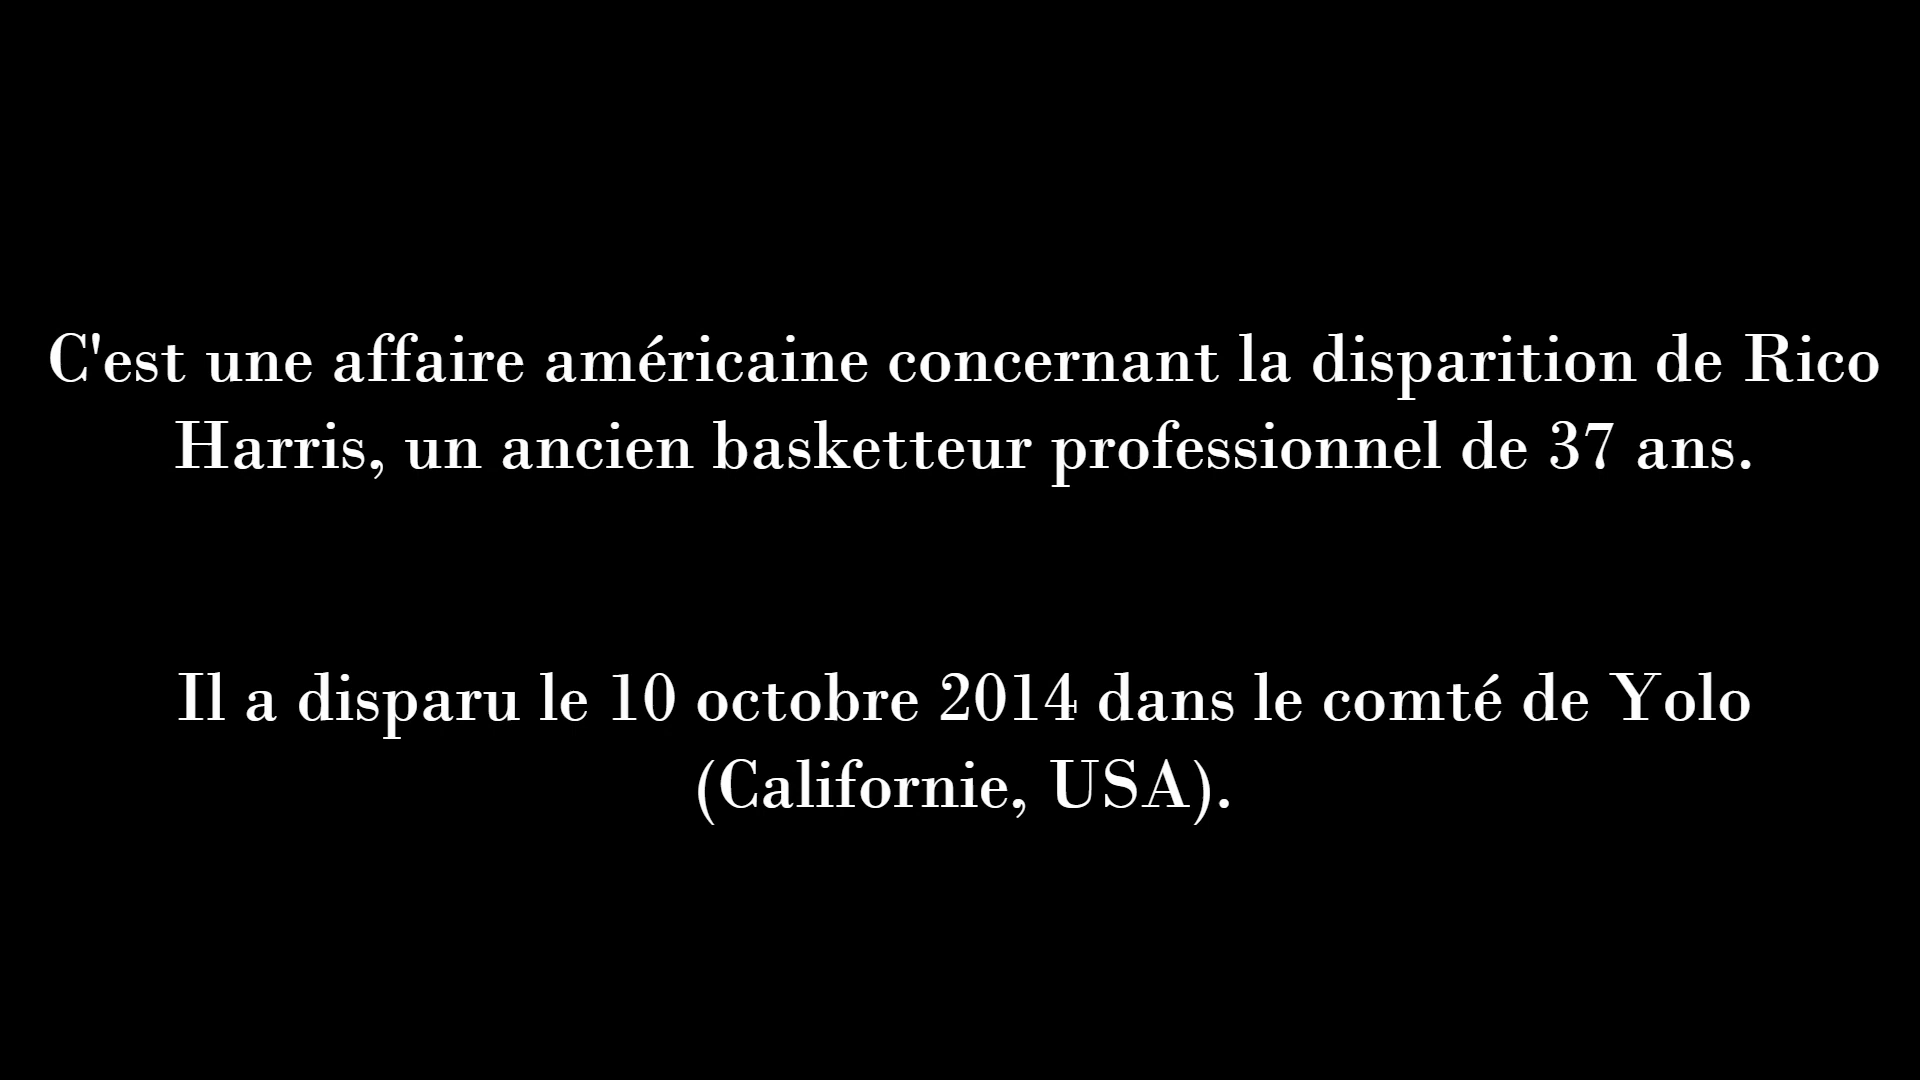 C'est une affaire américaine concernant la disparition de Rico
Harris, un ancien basketteur professionnel de 37 ans.
Il a disparu le 10 octobre 2014 dans le comté de Yolo
(Californie, USA).